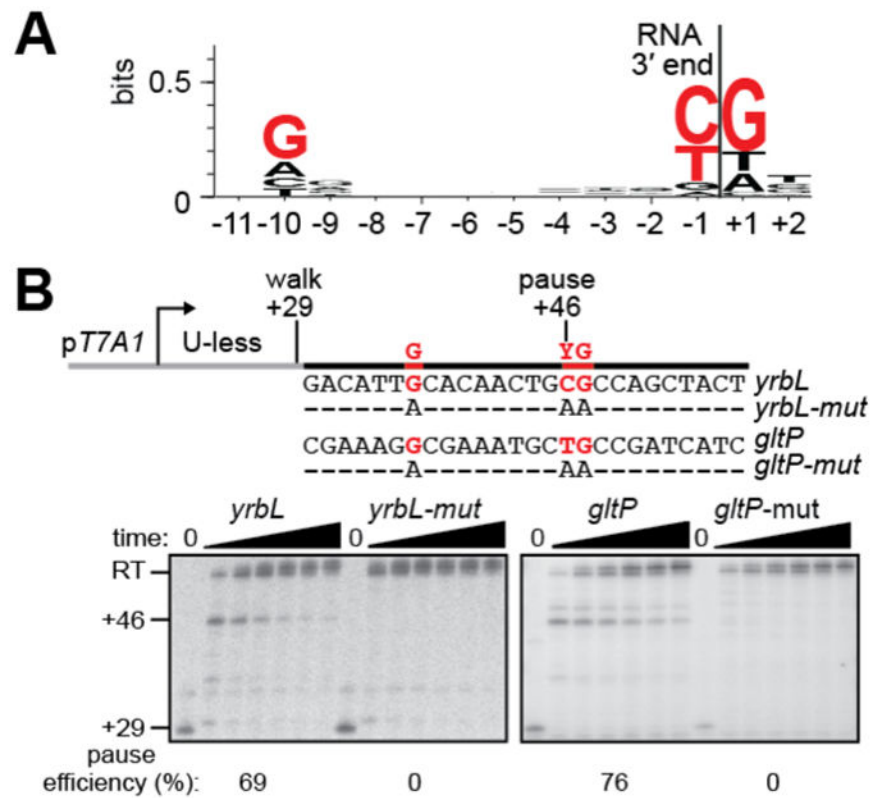 A
bits
0.5
0
RNA
3′ end
G
A
C
T
C
T
G
G
T
A
-11 -10 -9 -8 -7 -6 -5 -4 -3 -2 -1 +1 +2
B
walk
+29
pause
+46
pT7A1
U-less
G YG
GACATTGCACAACTGCGCCAGCTACT yrbL
------A--------AA--------- yrbL-mut
CGAAAGGCGAAATGCTGCCGATCATC gltP
------A--------AA--------- gltP-mut
yrbL yrbL-mut gltP gltP-mut
time: 0 0 0 0
RT
+46
+29
pause
efficiency (%): 69 0 76 0